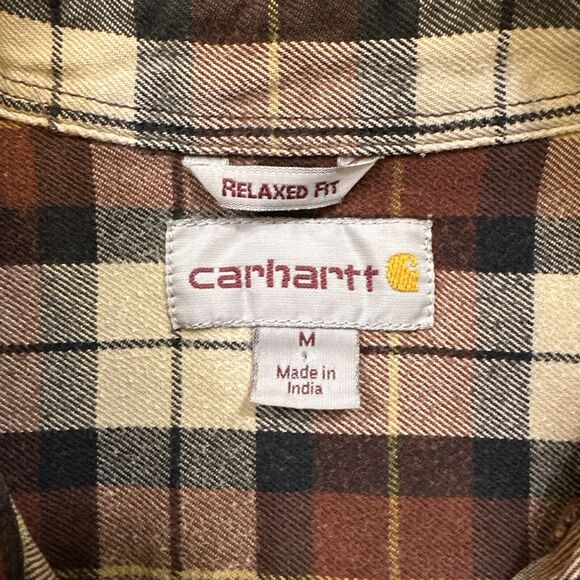 RELAXED FIT
carhartt
M
Made in
India